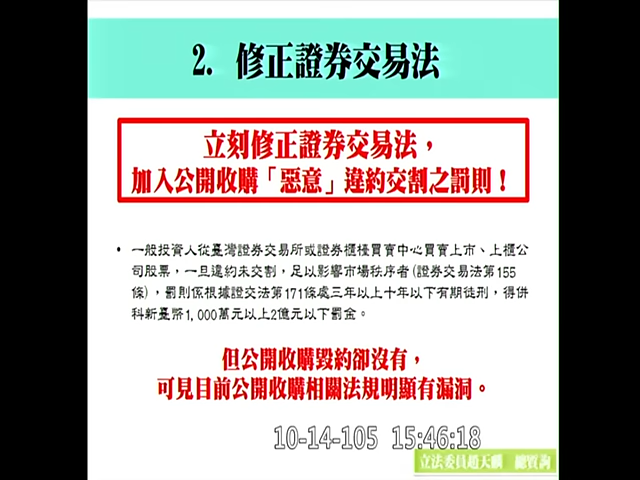 2. 修正證券交易法
立刻修正證券交易法，
加入公開收購「惡意」違約交割之罰則！
• 一般投資人從臺灣證券交易所或證券櫃檯買賣中心買賣上市、上櫃公
司股票，一旦違約未交割，足以影響市場秩序者(證券交易法第155
條)，罰則係根據證交法第171條處三年以上十年以下有期徒刑，得併
科新臺幣1,000萬元以上2億元以下罰金。
但公開收購毀約卻沒有，
可見目前公開收購相關法規明顯有漏洞。
10-14-105 15:46:18
立法委員趙天麟 總質詢